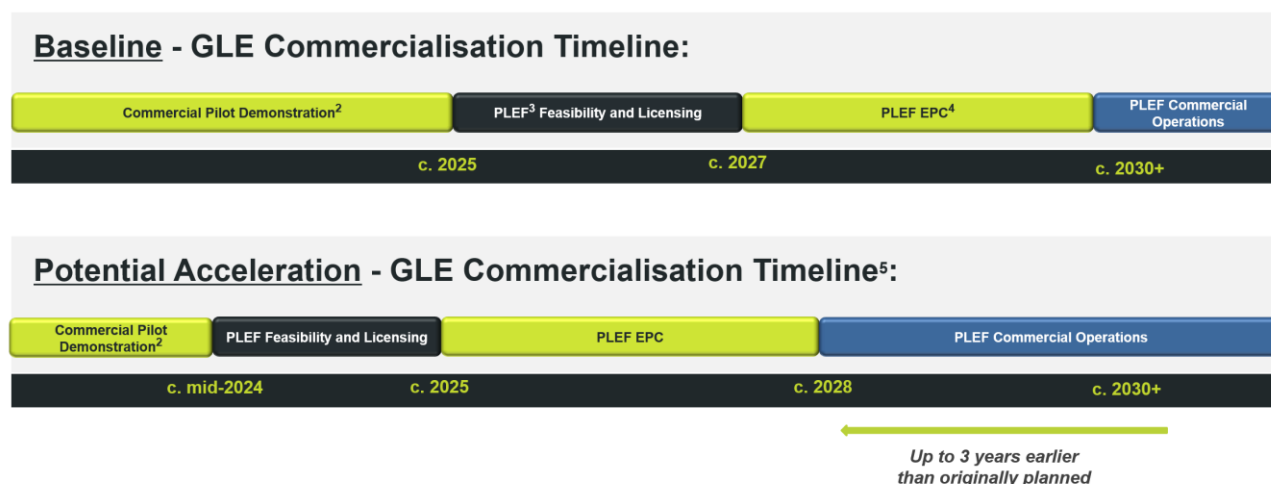 Baseline - GLE Commercialisation Timeline:
Commercial Pilot Demonstration2
PLEF3 Feasibility and Licensing
PLEF EPC4
PLEF Commercial
Operations
c. 2025
c. 2027
c. 2030+
Potential Acceleration - GLE Commercialisation Timeline5:
Commercial Pilot
Demonstration2
PLEF Feasibility and Licensing
PLEF EPC
PLEF Commercial Operations
c. mid-2024
c. 2025
c. 2028
c. 2030+
Up to 3 years earlier
than originally planned